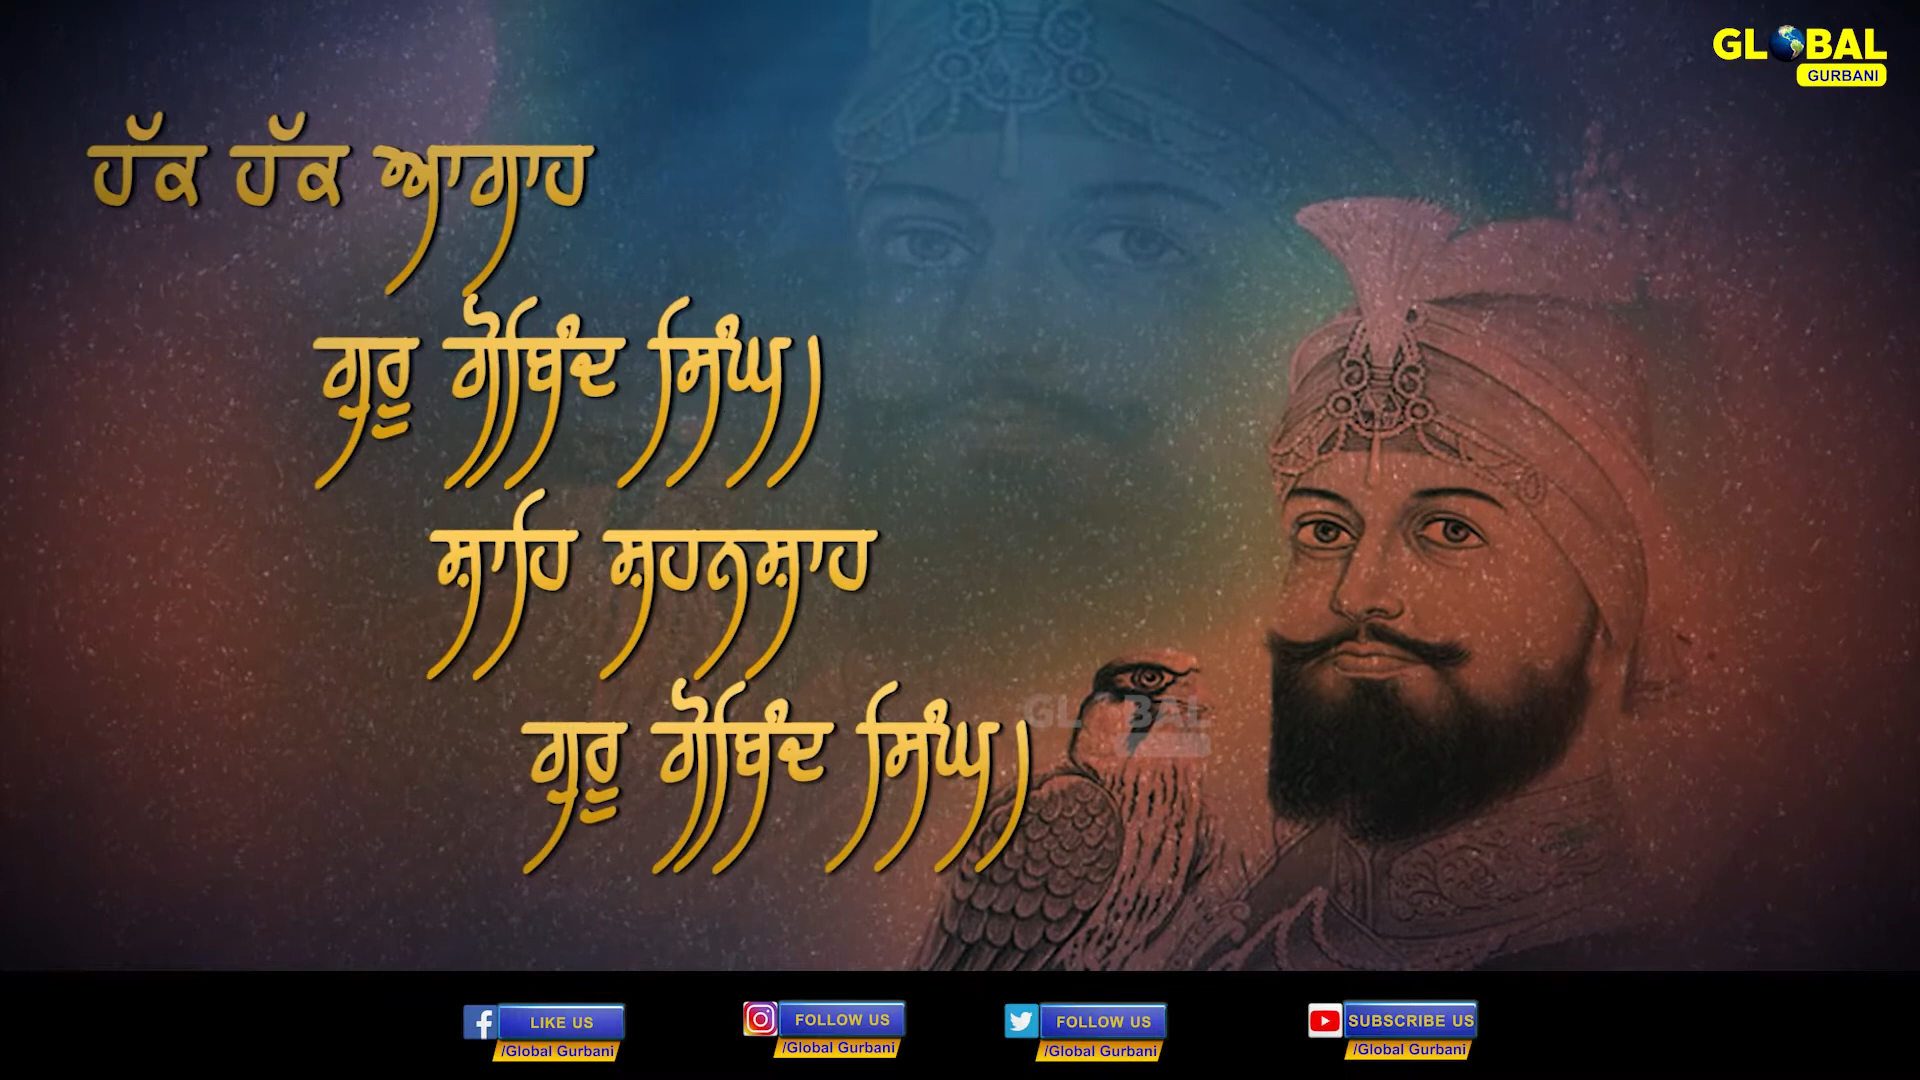 GLOBAL
GURBANI
ਹੱਕ ਹੱਕ ਆਗਾਹ
ਗੁਰੂ ਗੋਬਿੰਦ ਸਿੰਘ।
ਸ਼ਾਹਿ ਸ਼ਹਨਸ਼ਾਹ
ਗੁਰੂ ਗੋਬਿੰਦ ਸਿੰਘ।
GLOBAL
LIKE US
/Global Gurbani
FOLLOW US
/Global Gurbani
FOLLOW US
/Global Gurbani
SUBSCRIBE US
/Global Gurbani